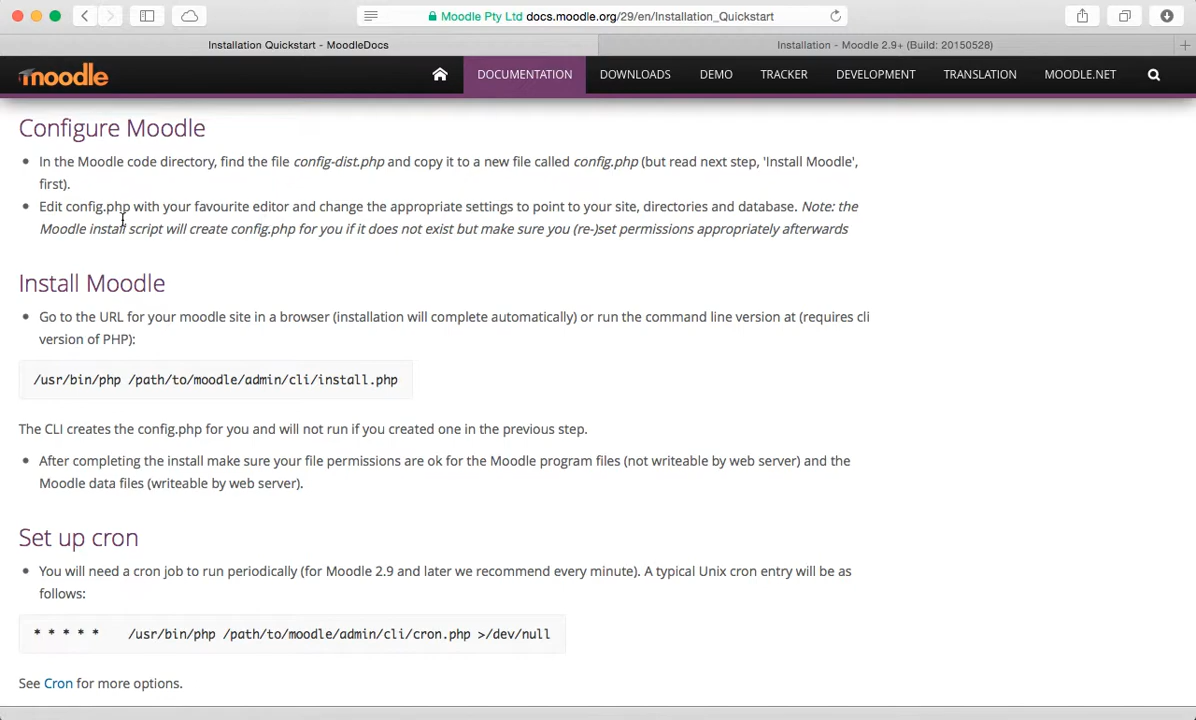 Moodle Pty Ltd docs.moodle.org/29/en/Installation_Quickstart
Installation Quickstart - MoodleDocs
Installation - Moodle 2.9+ (Build: 20150528)
moodle
DOCUMENTATION
DOWNLOADS
DEMO
TRACKER
DEVELOPMENT
TRANSLATION
MOODLE.NET
Configure Moodle
In the Moodle code directory, find the file config-dist.php and copy it to a new file called config.php (but read next step, 'Install Moodle',
first).
Edit config.php with your favourite editor and change the appropriate settings to point to your site, directories and database. Note: the
Moodle install script will create config.php for you if it does not exist but make sure you (re-)set permissions appropriately afterwards
Install Moodle
Go to the URL for your moodle site in a browser (installation will complete automatically) or run the command line version at (requires cli
version of PHP):
/usr/bin/php /path/to/moodle/admin/cli/install.php
The CLI creates the config.php for you and will not run if you created one in the previous step.
After completing the install make sure your file permissions are ok for the Moodle program files (not writeable by web server) and the
Moodle data files (writeable by web server).
Set up cron
You will need a cron job to run periodically (for Moodle 2.9 and later we recommend every minute). A typical Unix cron entry will be as
follows:
* * * * *    /usr/bin/php /path/to/moodle/admin/cli/cron.php >/dev/null
See Cron for more options.